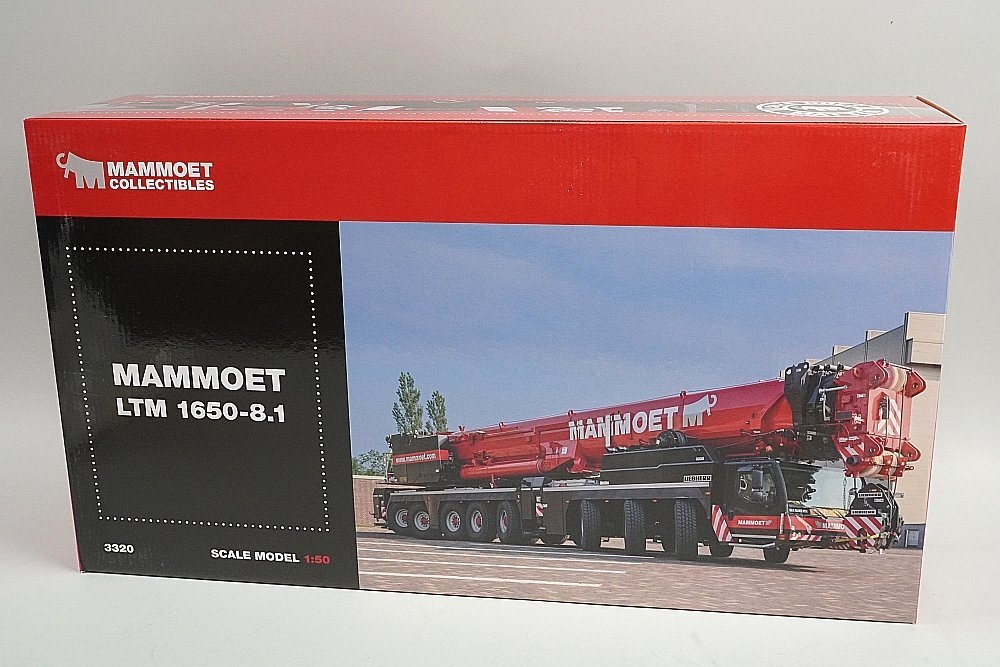 MAMMOET
COLLECTIBLES
MAMMOET
LTM 1650-8.1
3320
SCALE MODEL 1:50
MAMMOET
www.mammoet.com
LIEBHERR
MAMMOET